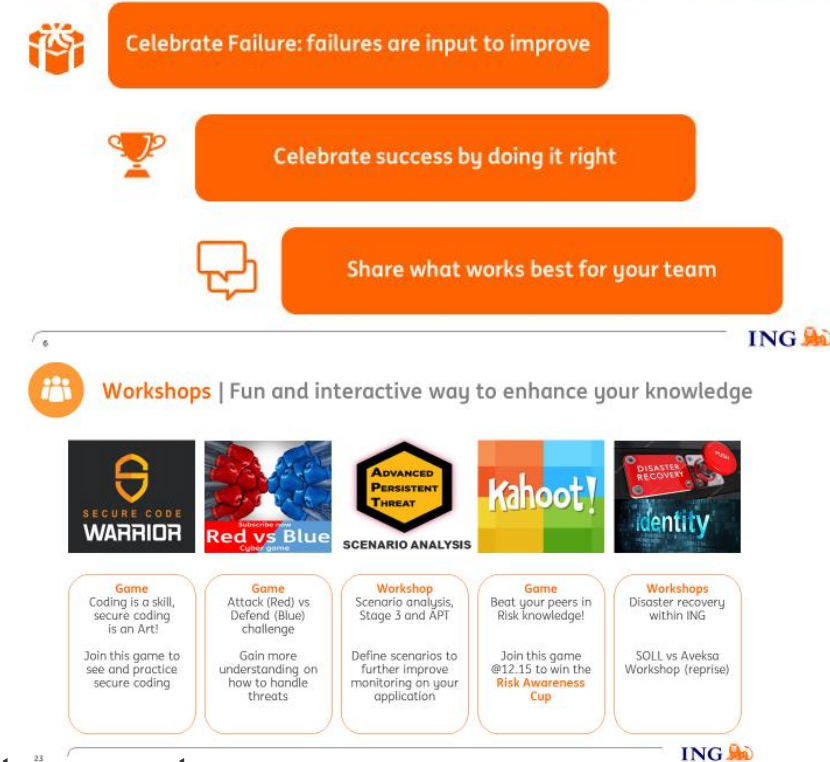 Celebrate Failure: failures are input to improve
Celebrate success by doing it right
Share what works best for your team
6
ING
Workshops | Fun and interactive way to enhance your knowledge
SECURE CODE
WARRIOR
Subscribe now
Red vs Blue
Cyber game
ADVANCED
PERSISTENT
THREAT
SCENARIO ANALYSIS
Kahoot!
DISASTER
RECOVERY
PUSH
identity
Game
Coding is a skill,
secure coding
is an Art!
Join this game to
see and practice
secure coding
Game
Attack (Red) vs
Defend (Blue)
challenge
Gain more
understanding on
how to handle
threats
Workshop
Scenario analysis,
Stage 3 and APT
Define scenarios to
further improve
monitoring on your
application
Game
Beat your peers in
Risk knowledge!
Join this game
@12.15 to win the
Risk Awareness
Cup
Workshops
Disaster recovery
within ING
SOLL vs Aveksa
Workshop (reprise)
23
ING